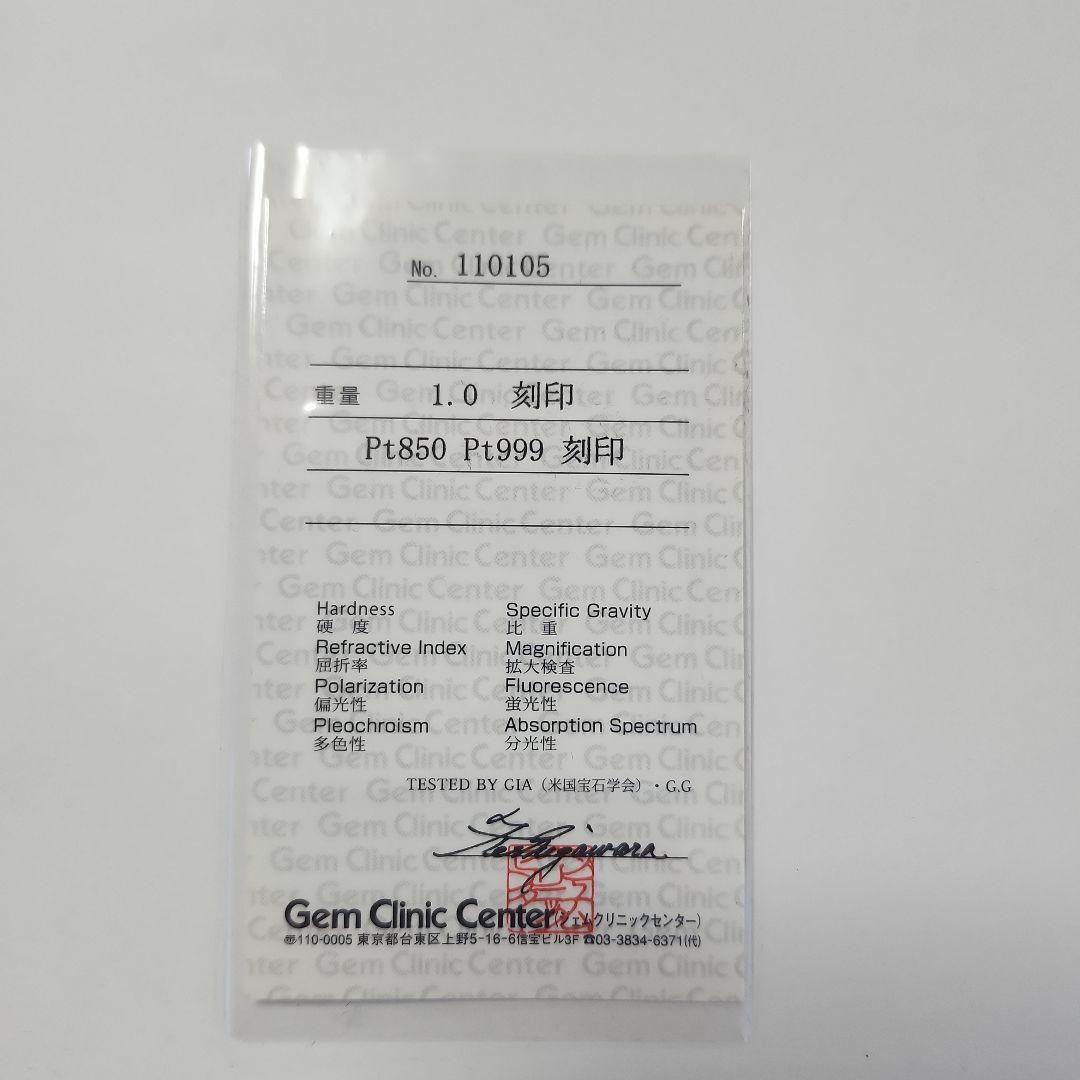 No. 110105
重量 1.0 刻印
Pt850 Pt999 刻印
Hardness Specific Gravity
硬 度 比 重
Refractive Index Magnification
屈折率 拡大検査
Polarization Fluorescence
偏光性 蛍光性
Pleochroism Absorption Spectrum
多色性 分光性
TESTED BY GIA（米国宝石学会）・G.G
Gem Clinic Center(ジェムクリニックセンター)
〠110-0005 東京都台東区上野5-16-6信宝ビル3F ☎03-3834-6371(代)